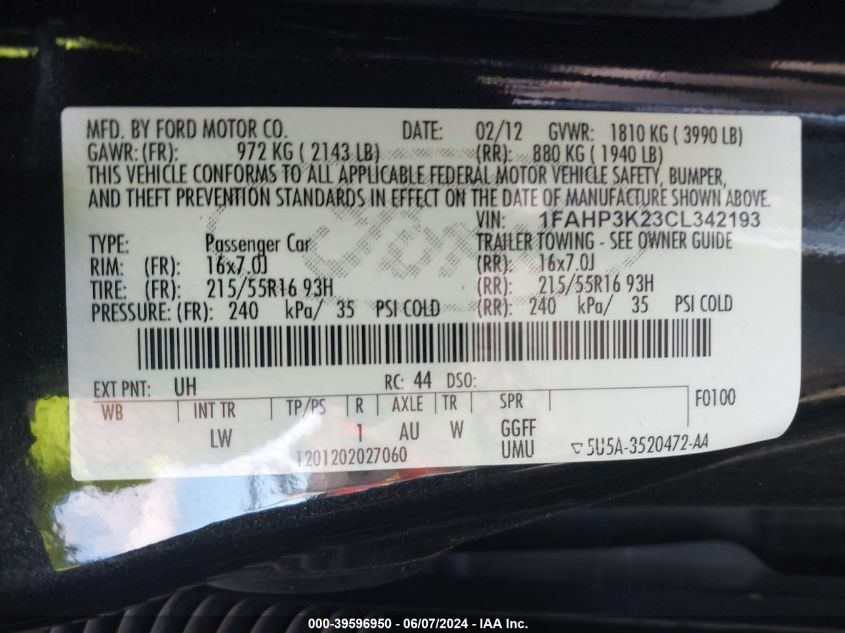 MFD. BY FORD MOTOR CO. DATE: 02/12 GVWR: 1810 KG ( 3990 LB)
GAWR: (FR): 972 KG ( 2143 LB) (RR): 880 KG ( 1940 LB)
THIS VEHICLE CONFORMS TO ALL APPLICABLE FEDERAL MOTOR VEHICLE SAFETY, BUMPER,
AND THEFT PREVENTION STANDARDS IN EFFECT ON THE DATE OF MANUFACTURE SHOWN ABOVE.
VIN: 1FAHP3K23CL342193
TYPE: Passenger Car TRAILER TOWING - SEE OWNER GUIDE
RIM: (FR): 16x7.0J (RR): 16x7.0J
TIRE: (FR): 215/55R16 93H (RR): 215/55R16 93H
PRESSURE: (FR): 240 kPa/ 35 PSI COLD (RR): 240 kPa/ 35 PSI COLD
EXT PNT: UH RC: 44 DSO:
WB INT TR TP/PS R AXLE TR SPR F0100
LW 1 AU W GGFF
1201202027060 UMU ▽5U5A-3520472-AA
000-39596950 - 06/07/2024 - IAA Inc.